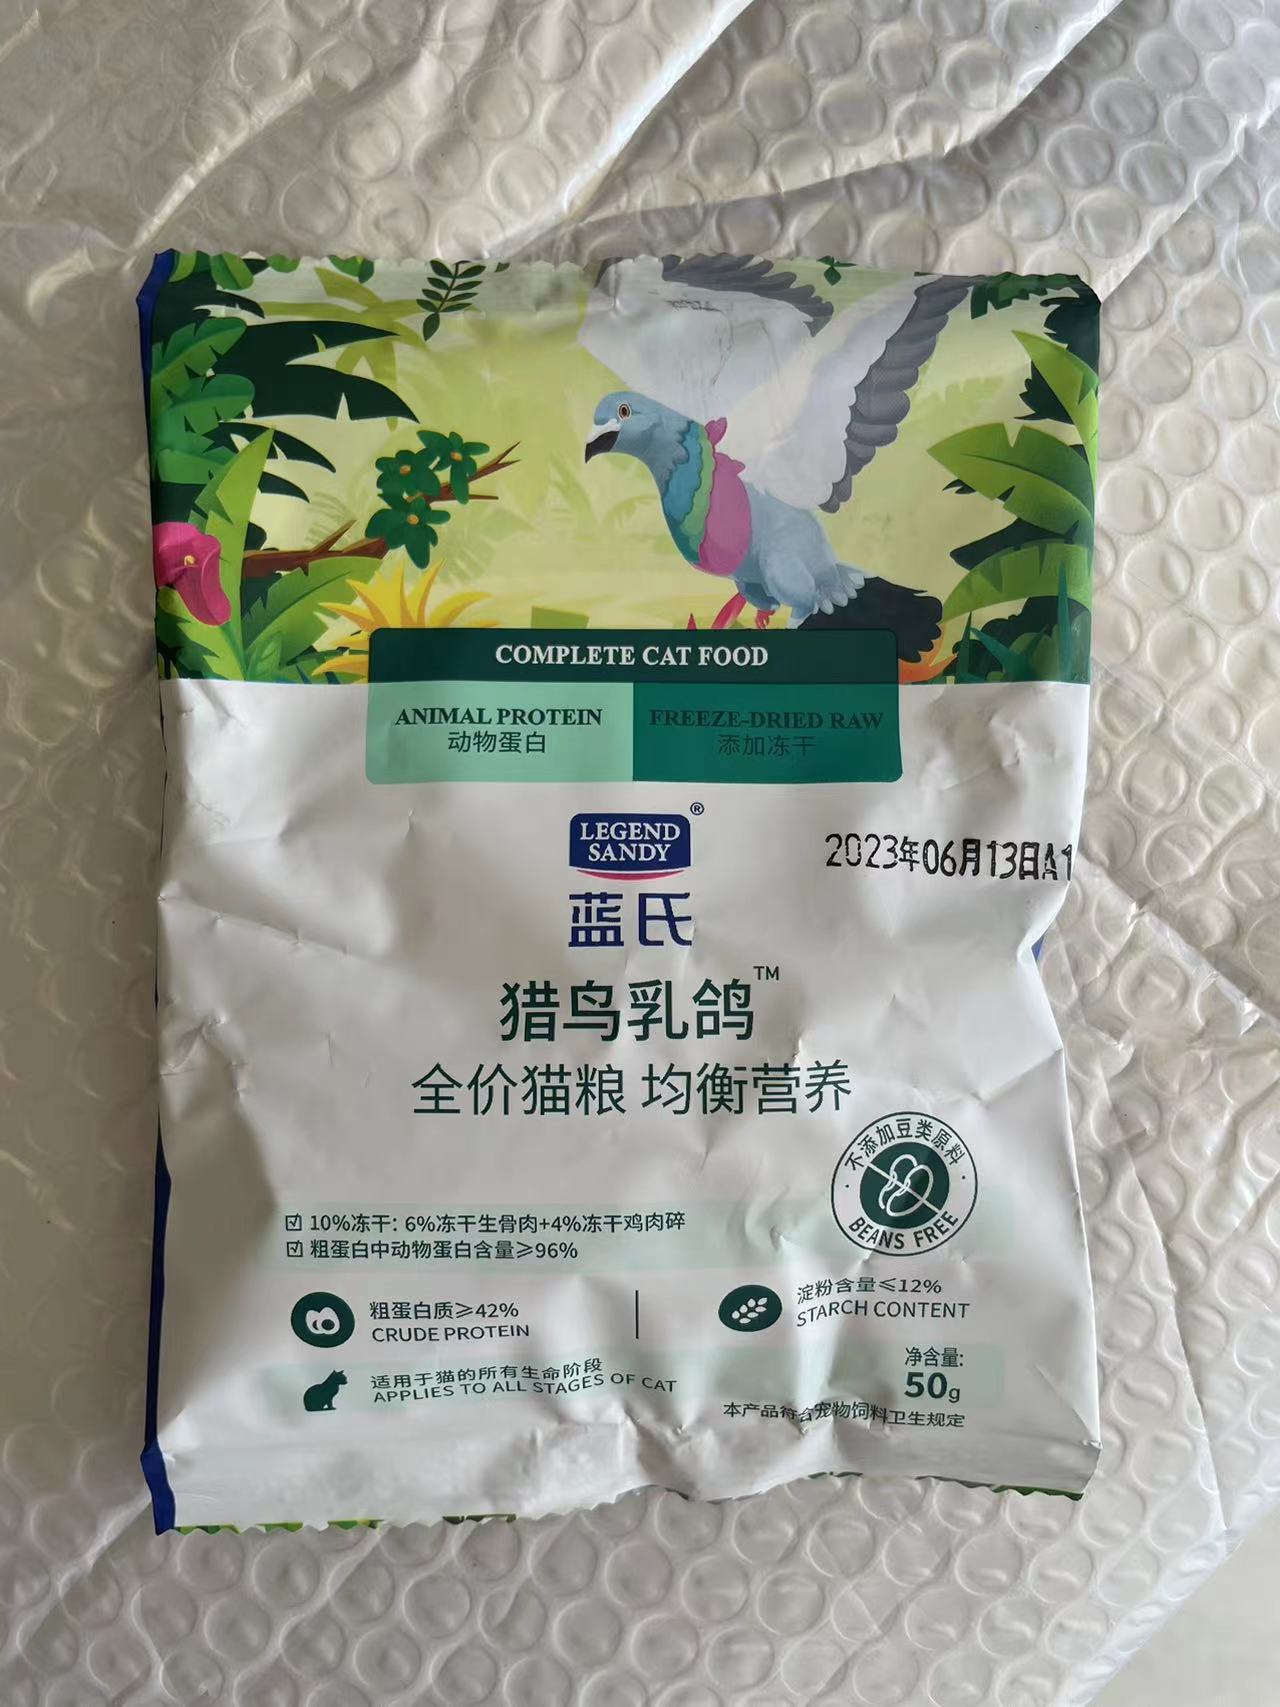 COMPLETE CAT FOOD
ANIMAL PROTEIN
动物蛋白
FREEZE-DRIED RAW
添加冻干
LEGEND
SANDY
®
蓝氏
2023年06月13日A1
猎鸟乳鸽™
全价猫粮 均衡营养
不添加豆类原料
BEANS FREE
10%冻干: 6%冻干生骨肉+4%冻干鸡肉碎
粗蛋白中动物蛋白含量≥96%
粗蛋白质≥42%
CRUDE PROTEIN
淀粉含量≤12%
STARCH CONTENT
适用于猫的所有生命阶段
APPLIES TO ALL STAGES OF CAT
净含量:
50g
本产品符合宠物饲料卫生规定